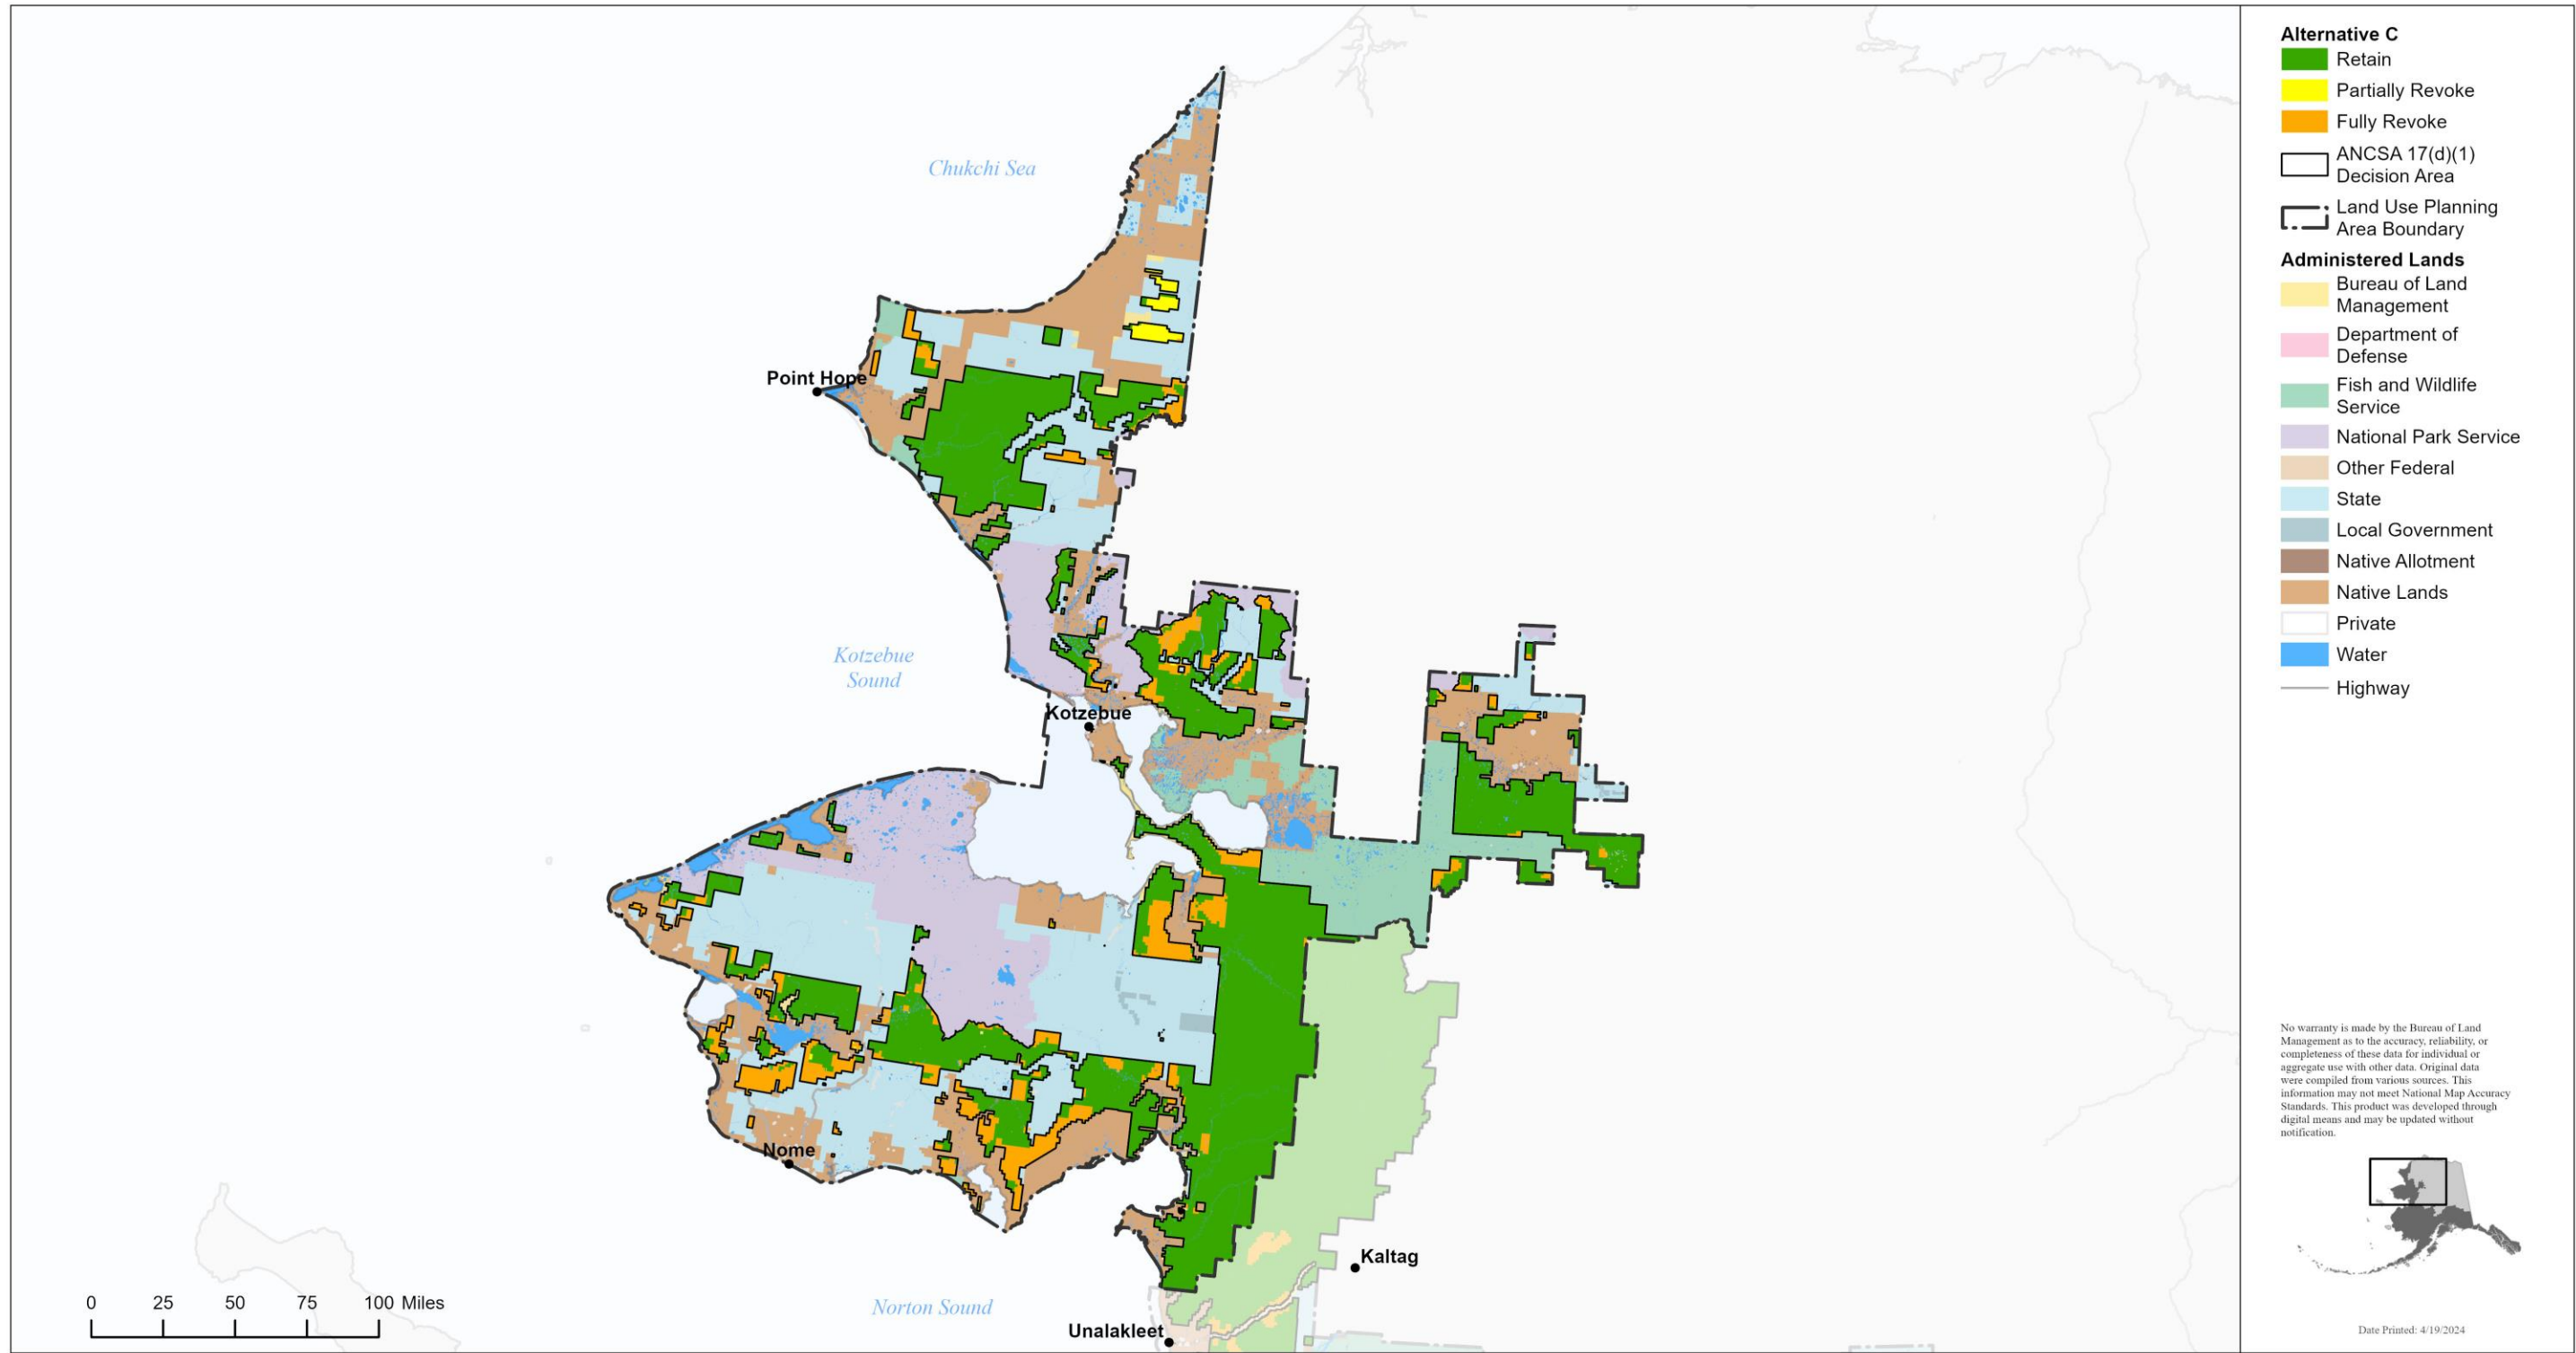 Chukchi Sea
Point Hope
Kotzebue
Sound
Kotzebue
Nome
Kaltag
Norton Sound
Unalakleet
0 25 50 75 100 Miles
Alternative C
Retain
Partially Revoke
Fully Revoke
ANCSA 17(d)(1)
Decision Area
Land Use Planning
Area Boundary
Administered Lands
Bureau of Land
Management
Department of
Defense
Fish and Wildlife
Service
National Park Service
Other Federal
State
Local Government
Native Allotment
Native Lands
Private
Water
Highway
No warranty is made by the Bureau of Land
Management as to the accuracy, reliability, or
completeness of these data for individual or
aggregate use with other data. Original data
were compiled from various sources. This
information may not meet National Map Accuracy
Standards. This product was developed through
digital means and may be updated without
notification.
Date Printed: 4/19/2024